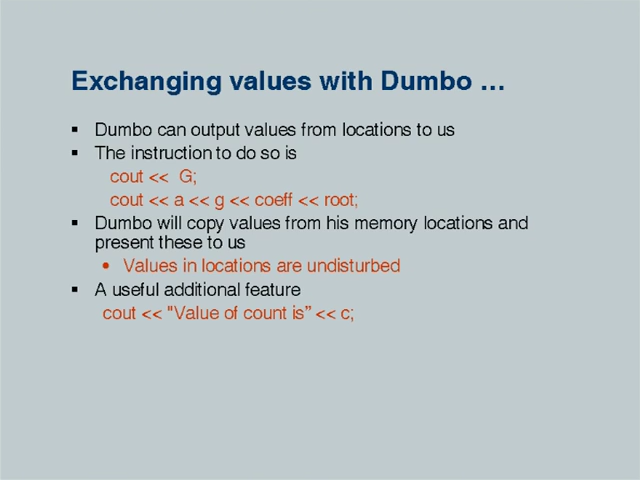 Exchanging values with Dumbo …
▪ Dumbo can output values from locations to us
▪ The instruction to do so is
cout << G;
cout << a << g << coeff << root;
▪ Dumbo will copy values from his memory locations and
present these to us
• Values in locations are undisturbed
▪ A useful additional feature
cout << "Value of count is” << c;